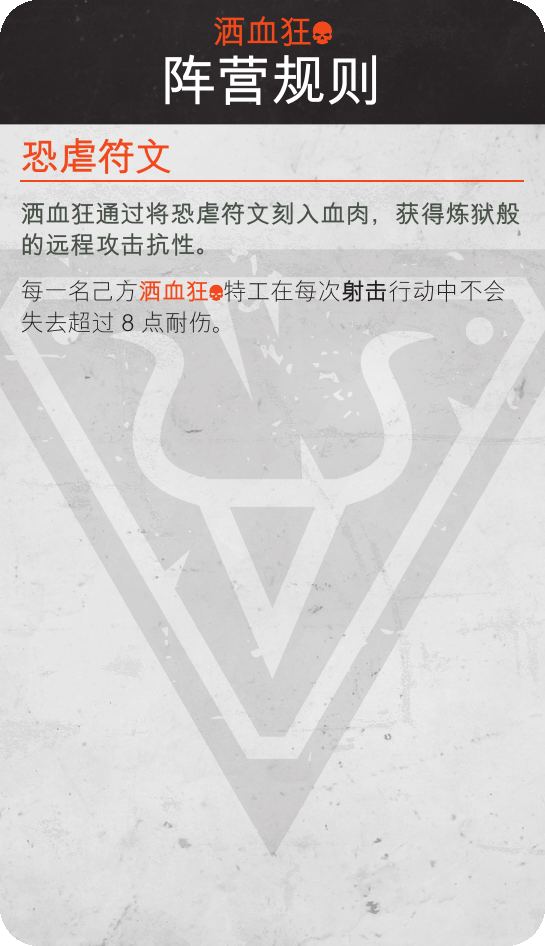 洒血狂
阵营规则
恐虐符文
洒血狂通过将恐虐符文刻入血肉，获得炼狱般
的远程攻击抗性。
每一名己方洒血狂特工在每次射击行动中不会
失去超过 8 点耐伤。